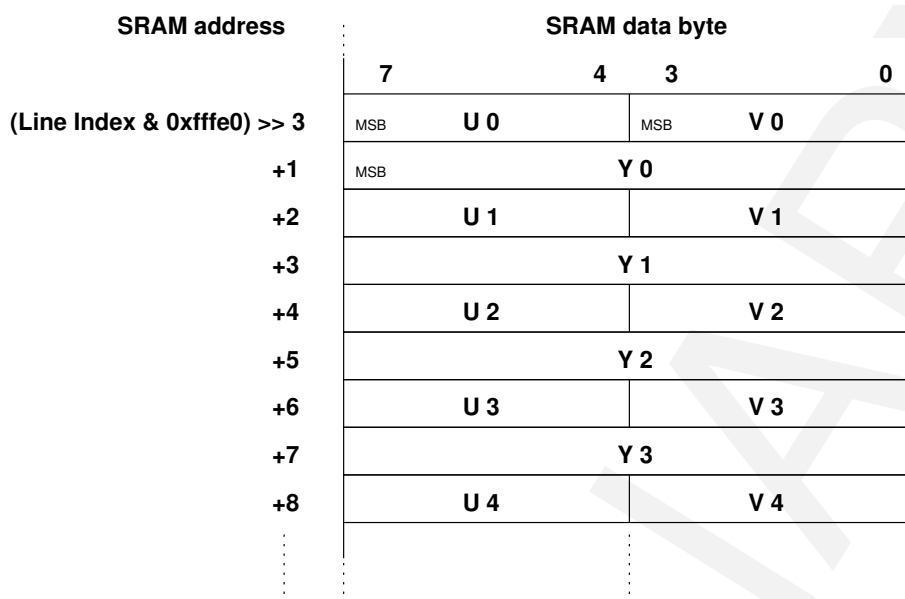 SRAM address SRAM data byte
7 4 3 0
(Line Index & 0xfffe0) >> 3 MSB U 0 MSB V 0
+1 MSB Y 0
+2 U 1 V 1
+3 Y 1
+4 U 2 V 2
+5 Y 2
+6 U 3 V 3
+7 Y 3
+8 U 4 V 4